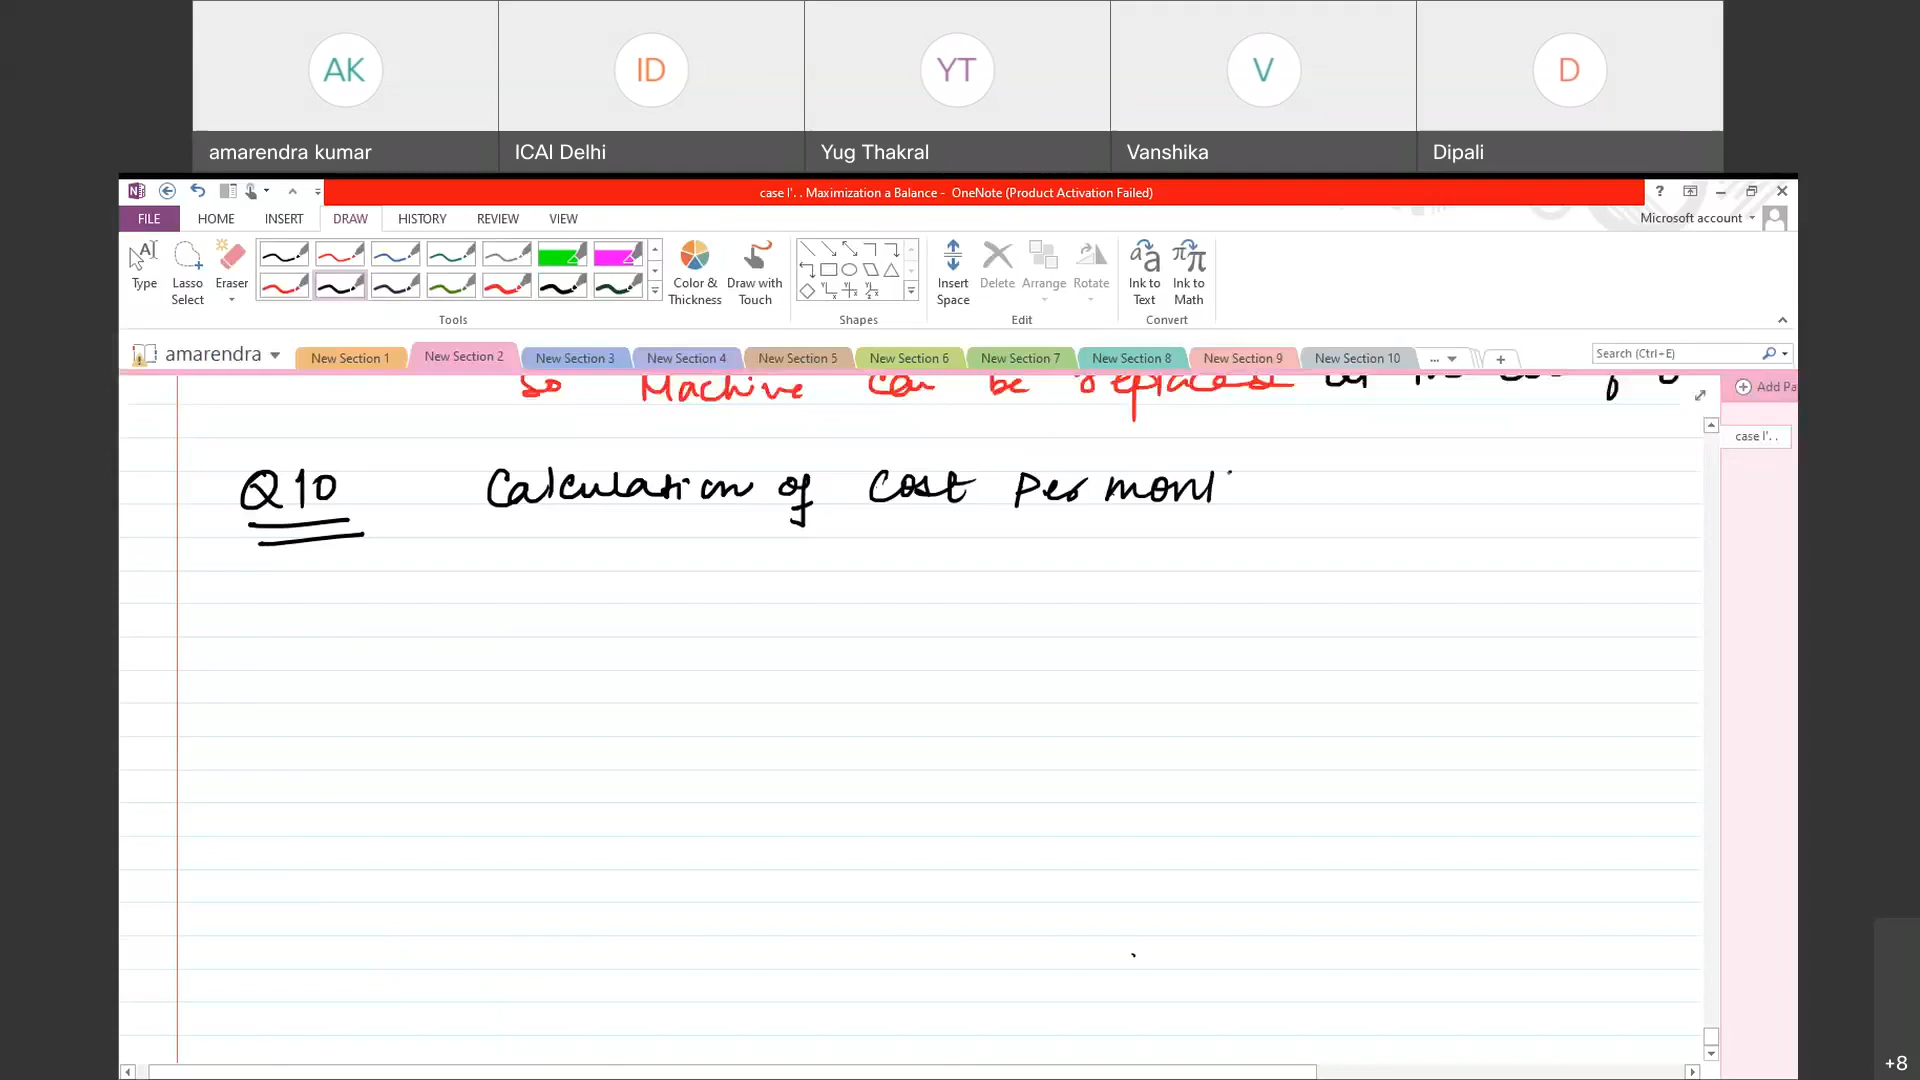 AK ID YT V D
amarendra kumar ICAI Delhi Yug Thakral Vanshika Dipali
case I'. . Maximization a Balance - OneNote (Product Activation Failed) ?
FILE HOME INSERT DRAW HISTORY REVIEW VIEW Microsoft account
Type Lasso Select Eraser Color & Thickness Draw with Touch Insert Space Delete Arrange Rotate Ink to Text Ink to Math
Tools Shapes Edit Convert
amarendra New Section 1 New Section 2 New Section 3 New Section 4 New Section 5 New Section 6 New Section 7 New Section 8 New Section 9 New Section 10 ... + Search (Ctrl+E)
So Machine can be replaced
Add Pa
case I'. .
Q10 Calculation of Cost Per mont
+8